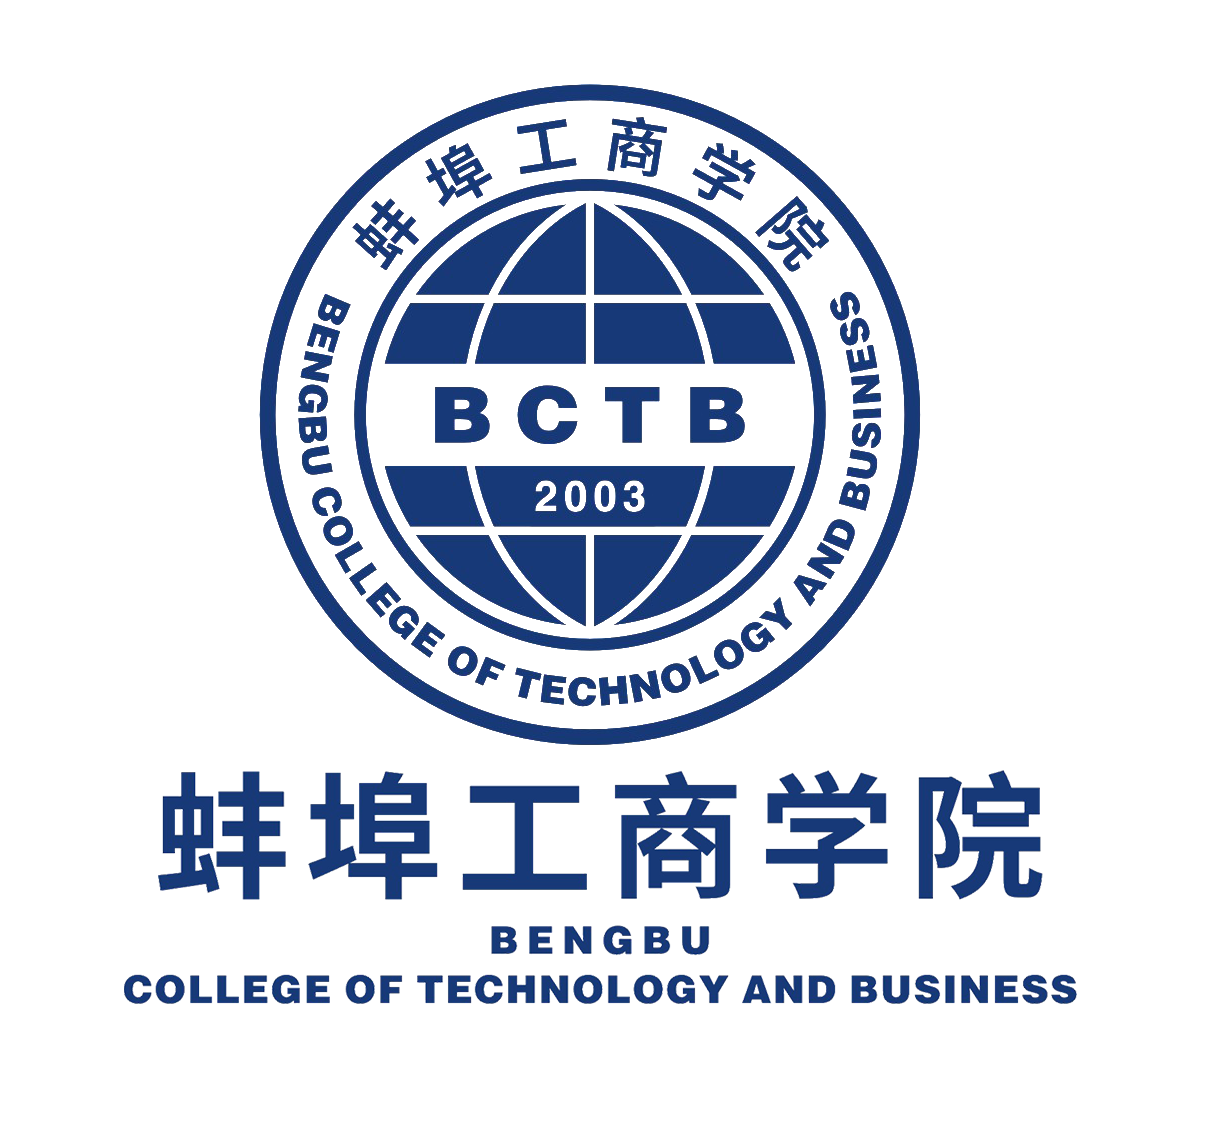 蚌埠工商学院
BENGBU COLLEGE OF TECHNOLOGY AND BUSINESS
BCTB
2003
蚌埠工商学院
BENGBU
COLLEGE OF TECHNOLOGY AND BUSINESS